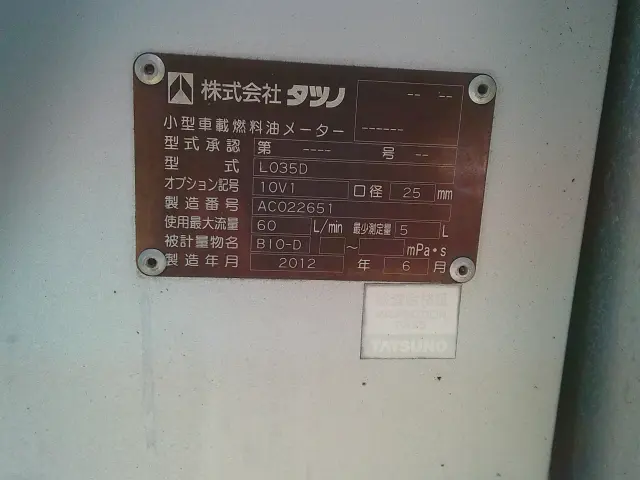 株式会社 タツノ -- --
小型車載燃料油メーター ------
型式承認 第 ---- 号 --
型式 LO35D
オプション記号 10V1 口径 25 mm
製造番号 AC022651
使用最大流量 60 L/min 最少測定量 5 L
被計量物名 BIO-D ～ mPa・s
製造年月 2012 年 6 月
TATSUNO